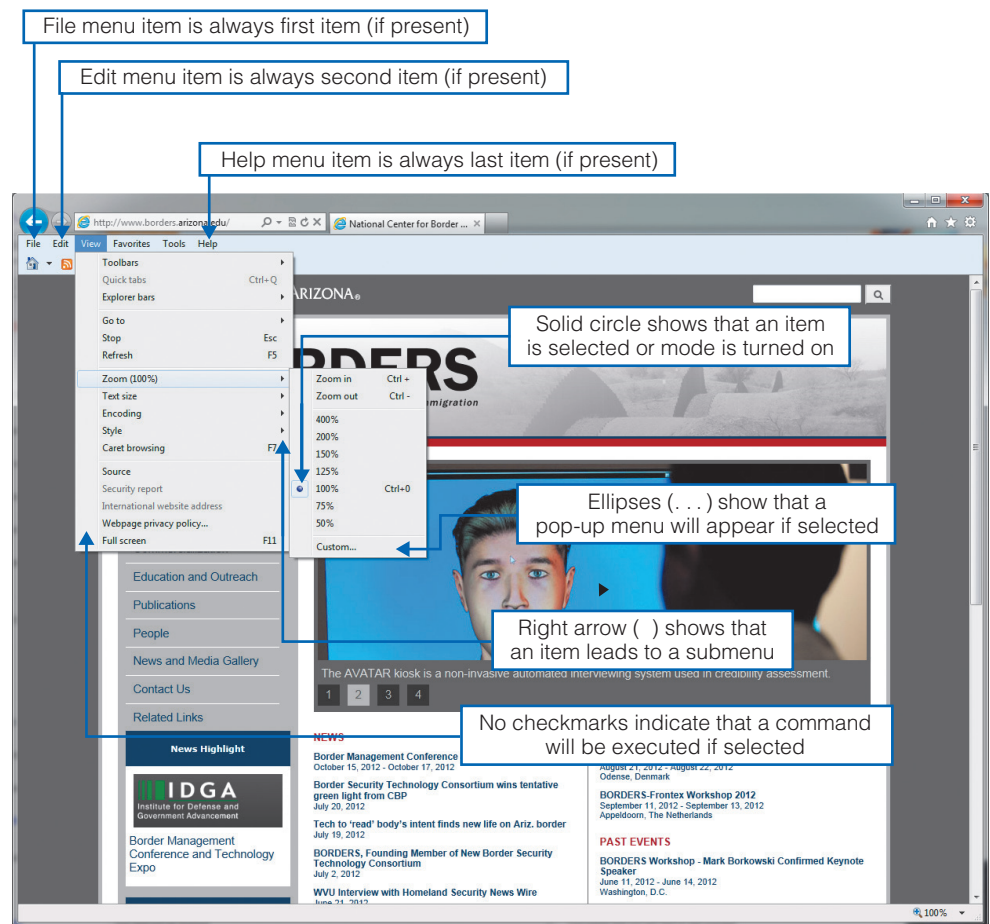 File menu item is always first item (if present)
Edit menu item is always second item (if present)
Help menu item is always last item (if present)
http://www.borders.arizona.edu/
National Center for Border ...
File Edit View Favorites Tools Help
Toolbars
Quick tabs Ctrl+Q
Explorer bars
Go to
Stop Esc
Refresh F5
Zoom (100%)
Text size
Encoding
Style
Caret browsing F7
Source
Security report
International website address
Webpage privacy policy...
Full screen F11
Zoom in Ctrl +
Zoom out Ctrl -
400%
200%
150%
125%
100% Ctrl+0
75%
50%
Custom...
ARIZONA®
Solid circle shows that an item
is selected or mode is turned on
Ellipses (. . . ) show that a
pop-up menu will appear if selected
Right arrow ( ) shows that
an item leads to a submenu
No checkmarks indicate that a command
will be executed if selected
Education and Outreach
Publications
People
News and Media Gallery
Contact Us
Related Links
The AVATAR kiosk is a non-invasive automated interviewing system used in credibility assessment.
1 2 3 4
News Highlight
IDGA
Institute for Defense and
Government Advancement
Border Management
Conference and Technology
Expo
NEWS
Border Management Conference
October 15, 2012 - October 17, 2012
Border Security Technology Consortium wins tentative
green light from CBP
July 20, 2012
Tech to 'read' body's intent finds new life on Ariz. border
July 19, 2012
BORDERS, Founding Member of New Border Security
Technology Consortium
July 2, 2012
WVU Interview with Homeland Security News Wire
June 21, 2012
August 21, 2012 - August 22, 2012
Odense, Denmark
BORDERS-Frontex Workshop 2012
September 11, 2012 - September 13, 2012
Appeldoorn, The Netherlands
PAST EVENTS
BORDERS Workshop - Mark Borkowski Confirmed Keynote
Speaker
June 11, 2012 - June 14, 2012
Washington, D.C.
100%